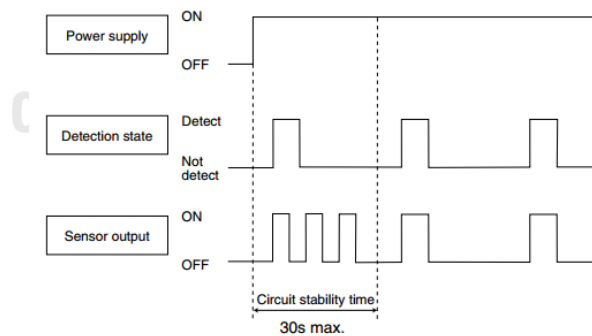 Power supply
ON
OFF
Detection state
Detect
Not
detect
Sensor output
ON
OFF
Circuit stability time
30s max.